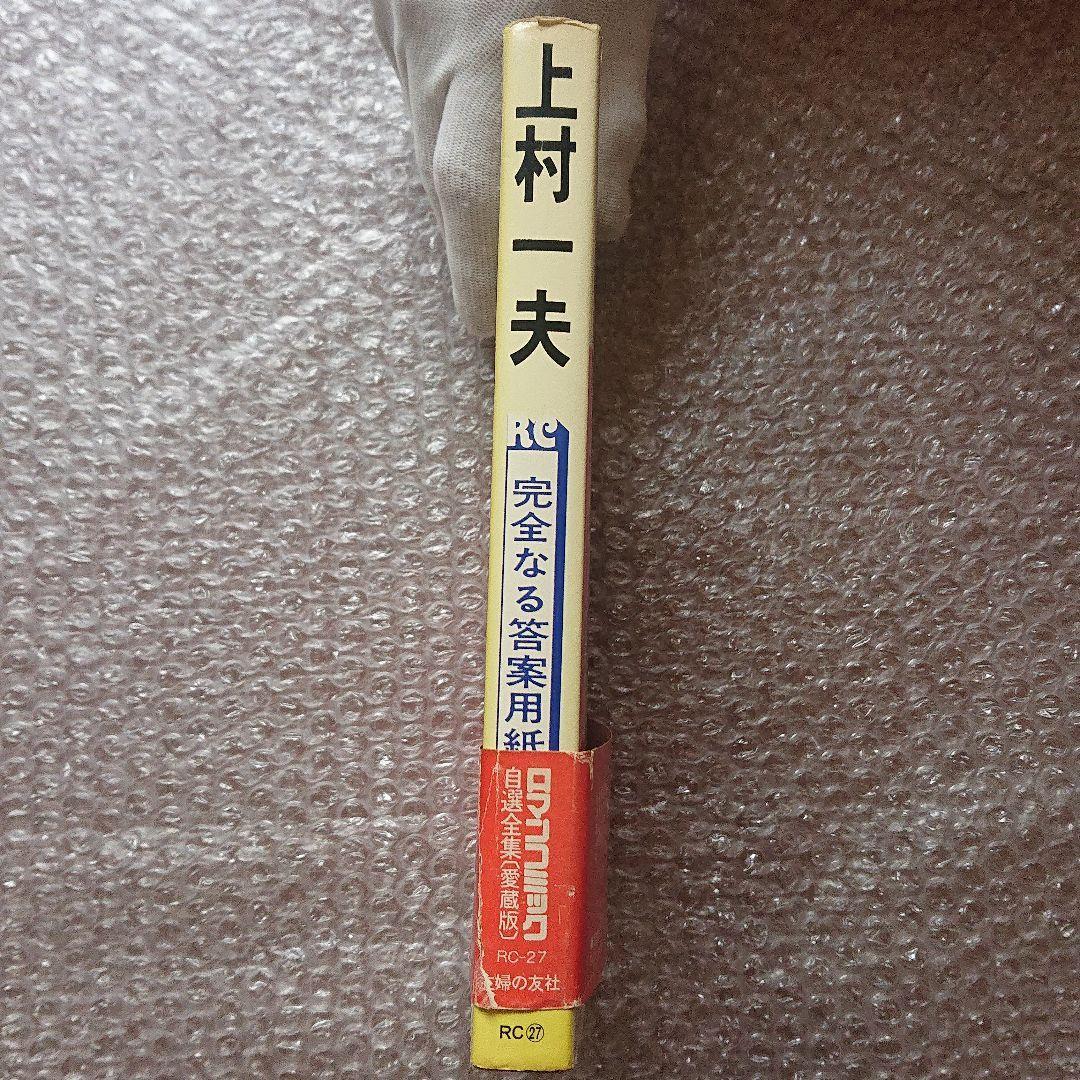 上村一夫
RC
完全なる答案用紙
ロマンコミック
自選全集〔愛蔵版〕
RC-27
主婦の友社
RC㉗